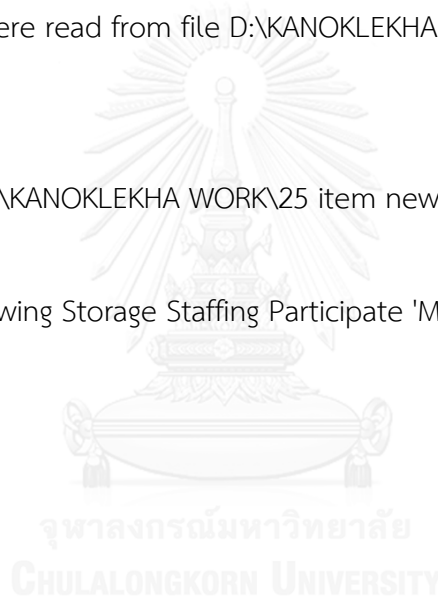 ere read from file D:\KANOKLEKHA
\KANOKLEKHA WORK\25 item new
wing Storage Staffing Participate 'M
จุฬาลงกรณ์มหาวิทยาลัย
CHULALONGKORN UNIVERSITY